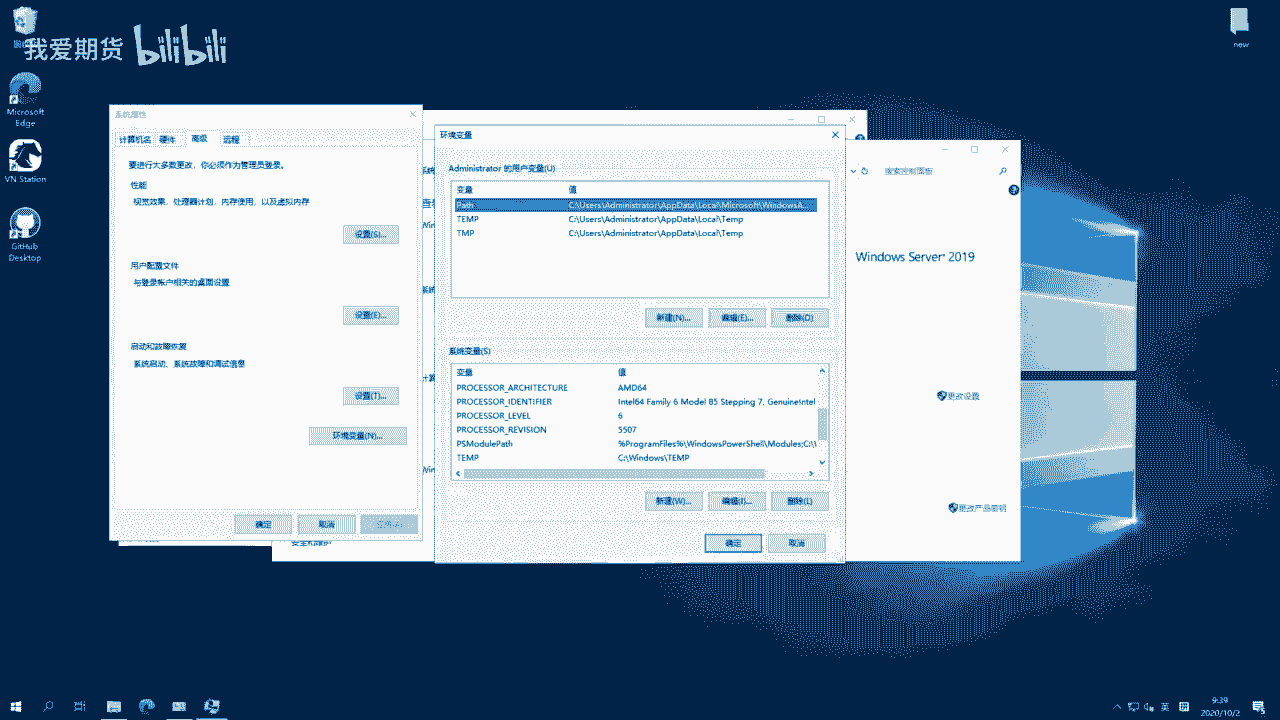 我爱期货 bilibili
new
Microsoft
Edge
VN Station
GitHub
Desktop
系统属性
计算机名 硬件 高级 远程
要进行大多数更改，你必须作为管理员登录。
性能
视觉效果，处理器计划，内存使用，以及虚拟内存
设置(S)...
用户配置文件
与登录帐户相关的桌面设置
设置(E)...
启动和故障恢复
系统启动、系统故障和调试信息
设置(T)...
环境变量(N)...
确定 取消 应用(A)
环境变量
Administrator 的用户变量(U)
变量 值
Path C:\Users\Administrator\AppData\Local\Microsoft\WindowsA...
TEMP C:\Users\Administrator\AppData\Local\Temp
TMP C:\Users\Administrator\AppData\Local\Temp
新建(N)... 编辑(E)... 删除(D)
系统变量(S)
变量 值
PROCESSOR_ARCHITECTURE AMD64
PROCESSOR_IDENTIFIER Intel64 Family 6 Model 85 Stepping 7, GenuineIntel
PROCESSOR_LEVEL 6
PROCESSOR_REVISION 5507
PSModulePath %ProgramFiles%\WindowsPowerShell\Modules;C:\
TEMP C:\Windows\TEMP
新建(W)... 编辑(I)... 删除(L)
确定 取消
搜索控制面板
Windows Server 2019
更改设置
更改产品密钥
安全和维护
英
9:39
2020/10/2